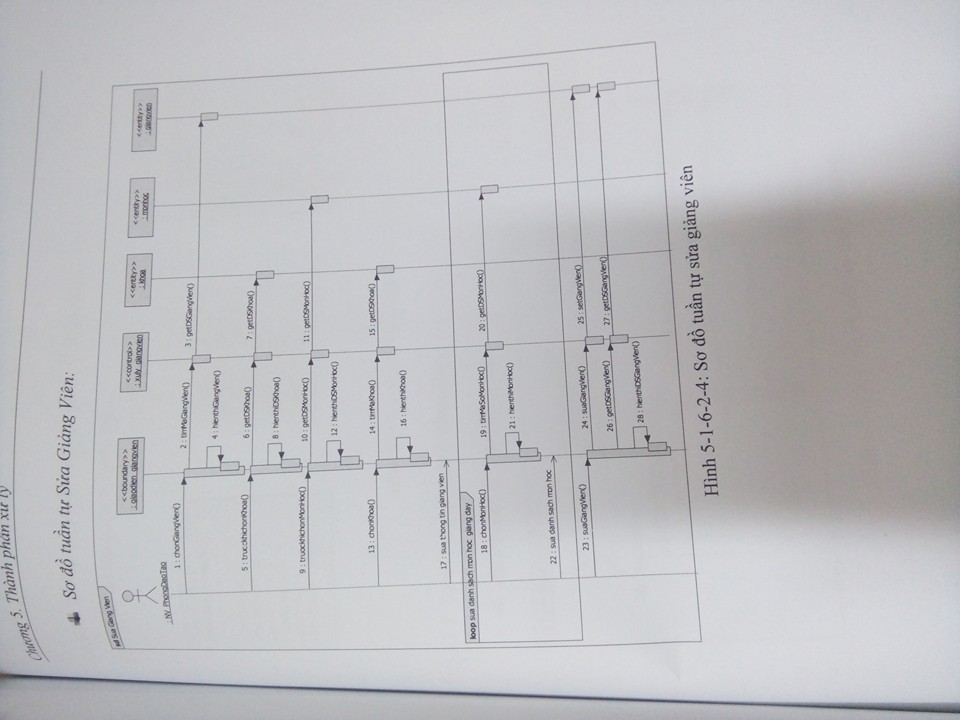 Chương 5. Thành phần xử lý
Sơ đồ tuần tự Sửa Giảng Viên:
sd Sua Giang Vien
: NV_PhongDaoTao
<<boundary>>
: giaodien_giangvien
<<control>>
: xuly_giangvien
<<entity>>
: khoa
<<entity>>
: monhoc
<<entity>>
: giangvien
1 : chonGiangVien()
2 : timMaGiangVien()
3 : getDSGiangVien()
4 : hienthiGiangVien()
5 : truockhichonKhoa()
6 : getDSKhoa()
7 : getDSKhoa()
8 : hienthiDSKhoa()
9 : truockhichonMonHoc()
10 : getDSMonHoc()
11 : getDSMonHoc()
12 : hienthiDSMonHoc()
13 : chonKhoa()
14 : timMaKhoa()
15 : getDSKhoa()
16 : hienthiKhoa()
17 : sua thong tin giang vien
loop sua danh sach mon hoc giang day
18 : chonMonHoc()
19 : timMaSoMonHoc()
20 : getDSMonHoc()
21 : hienthiMonHoc()
22 : sua danh sach mon hoc
23 : suaGiangVien()
24 : suaGiangVien()
25 : setGiangVien()
26 : getDSGiangVien()
27 : getDSGiangVien()
28 : hienthiDSGiangVien()
Hình 5-1-6-2-4: Sơ đồ tuần tự sửa giảng viên